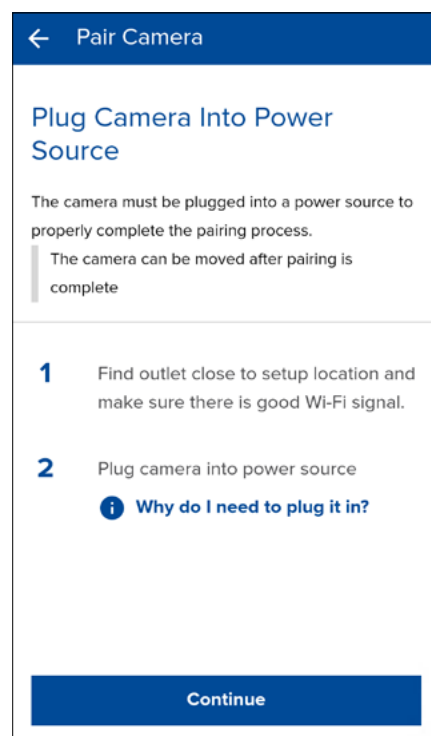 Pair Camera
Plug Camera Into Power
Source
The camera must be plugged into a power source to
properly complete the pairing process.
The camera can be moved after pairing is
complete
1 Find outlet close to setup location and
make sure there is good Wi-Fi signal.
2 Plug camera into power source
i Why do I need to plug it in?
Continue